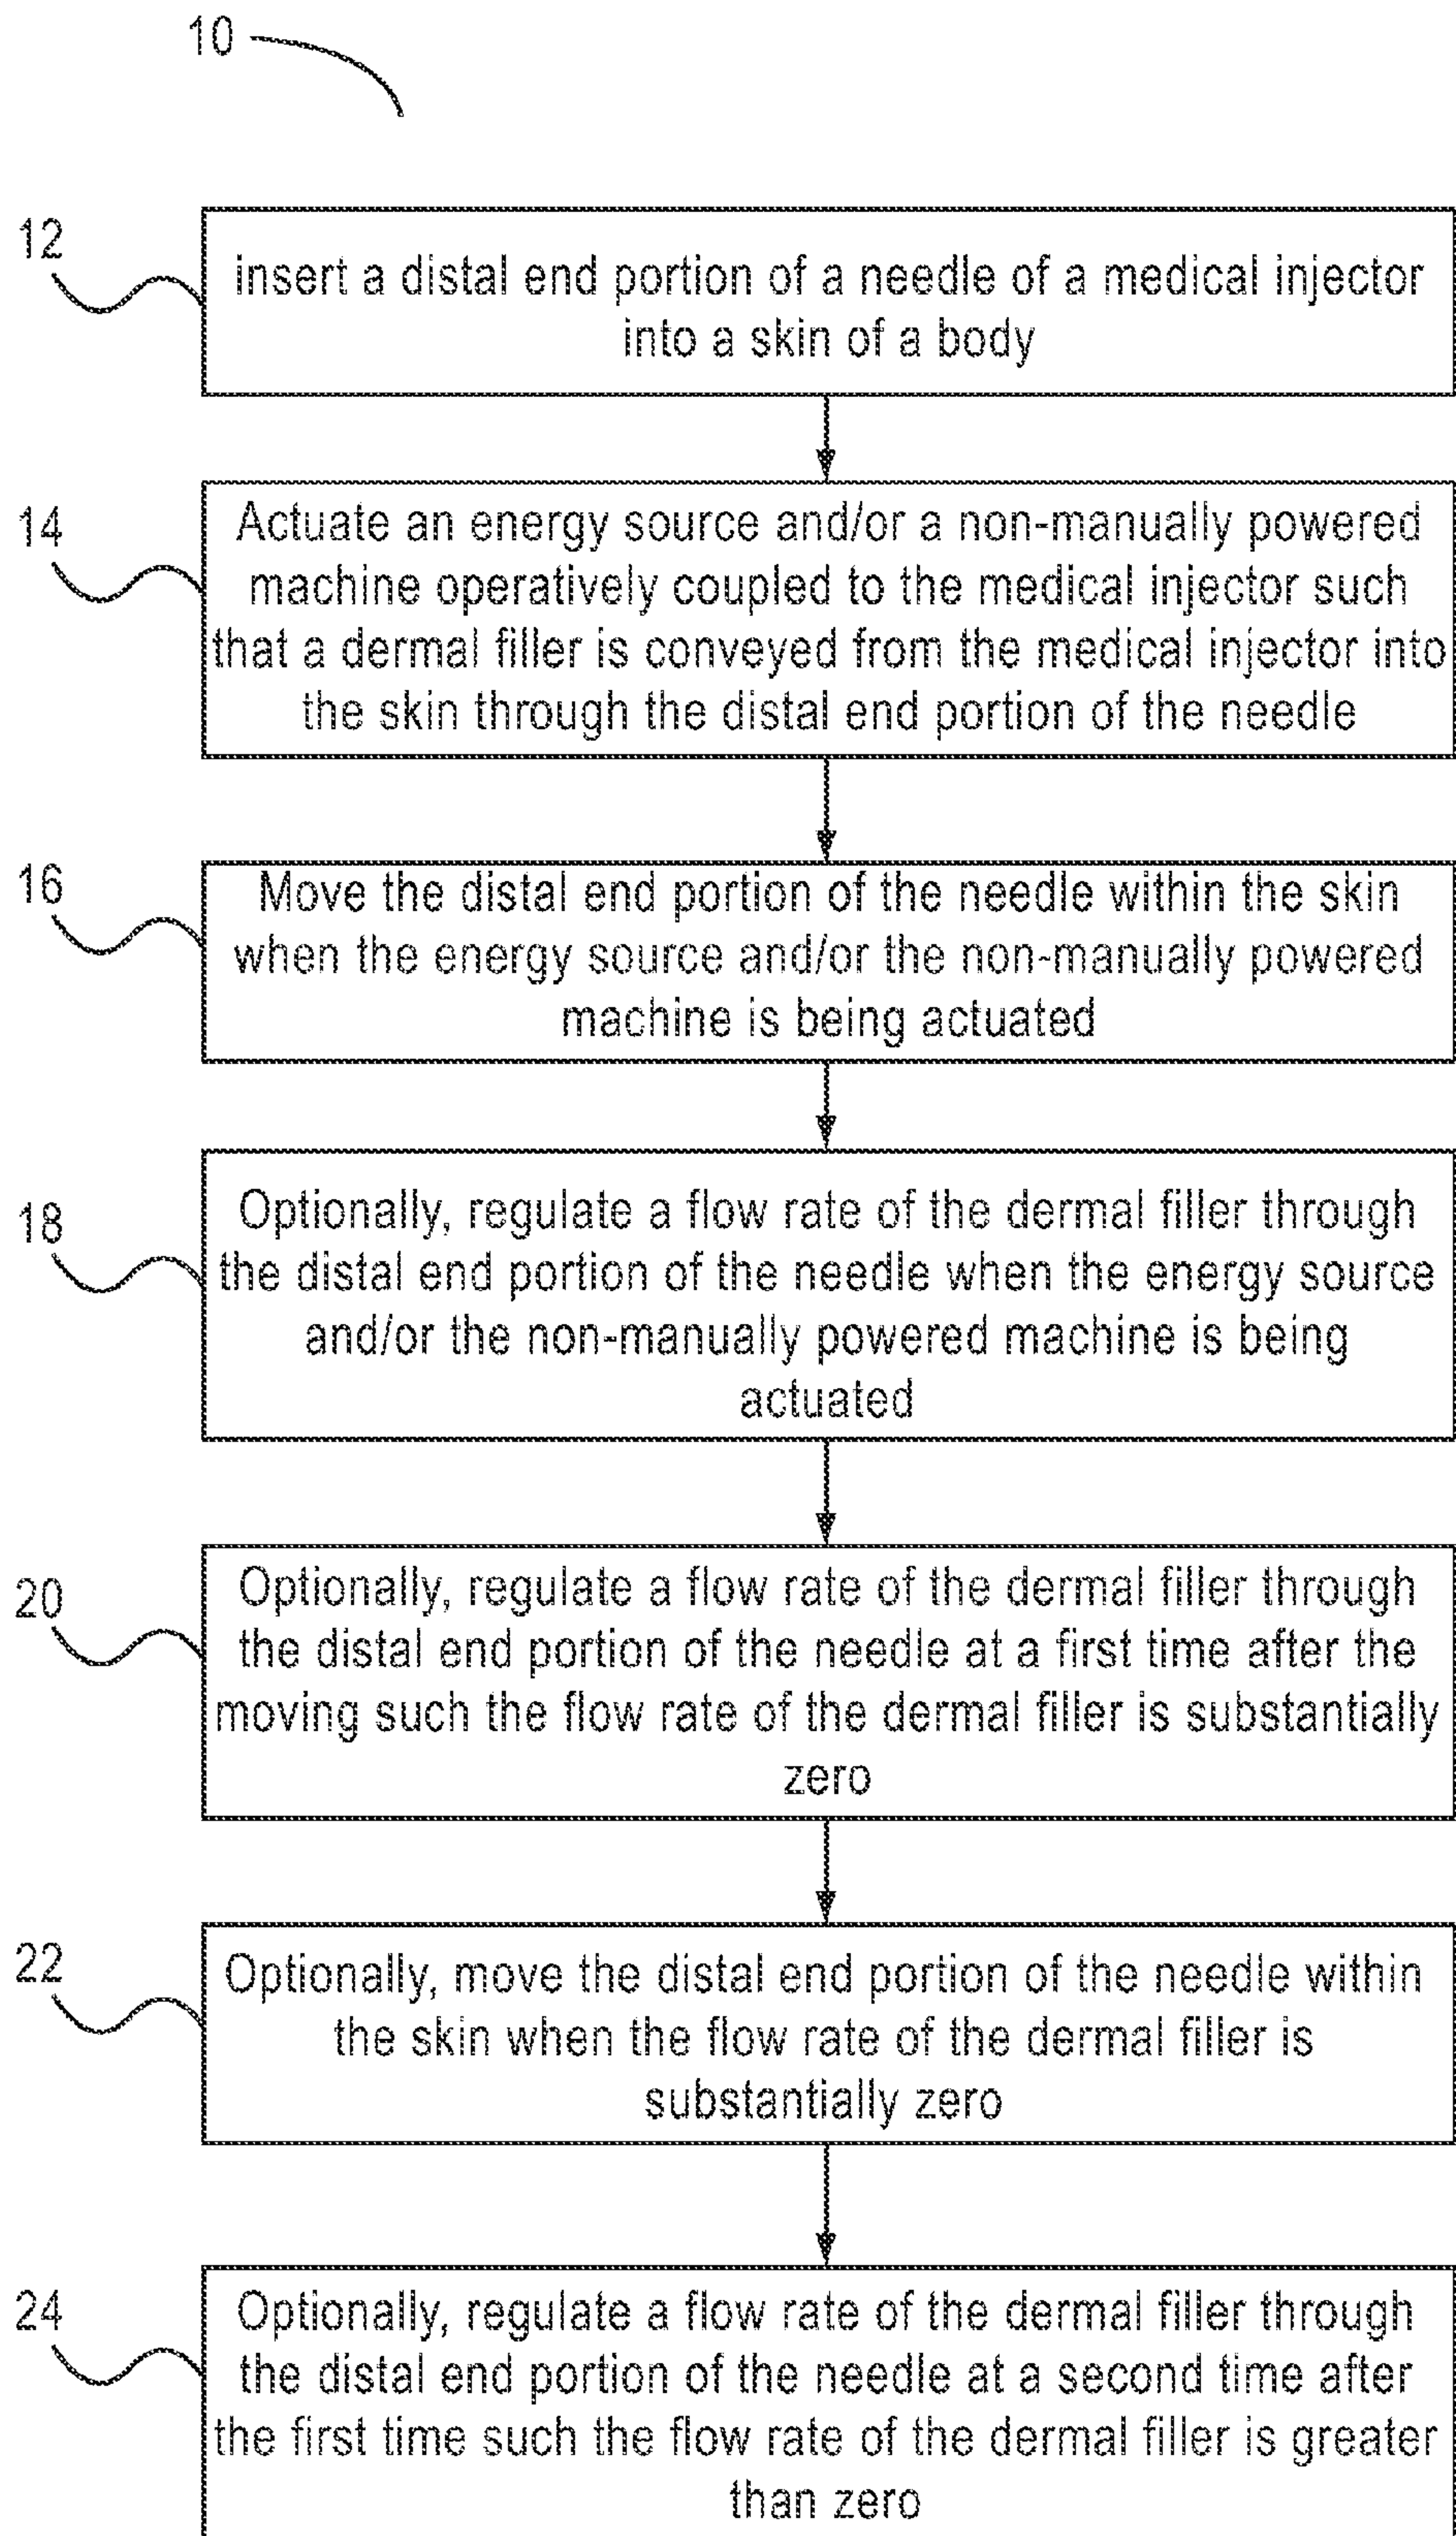 10
12
insert a distal end portion of a needle of a medical injector
into a skin of a body
14
Actuate an energy source and/or a non-manually powered
machine operatively coupled to the medical injector such
that a dermal filler is conveyed from the medical injector into
the skin through the distal end portion of the needle
16
Move the distal end portion of the needle within the skin
when the energy source and/or the non-manually powered
machine is being actuated
18
Optionally, regulate a flow rate of the dermal filler through
the distal end portion of the needle when the energy source
and/or the non-manually powered machine is being
actuated
20
Optionally, regulate a flow rate of the dermal filler through
the distal end portion of the needle at a first time after the
moving such the flow rate of the dermal filler is substantially
zero
22
Optionally, move the distal end portion of the needle within
the skin when the flow rate of the dermal filler is
substantially zero
24
Optionally, regulate a flow rate of the dermal filler through
the distal end portion of the needle at a second time after
the first time such the flow rate of the dermal filler is greater
than zero